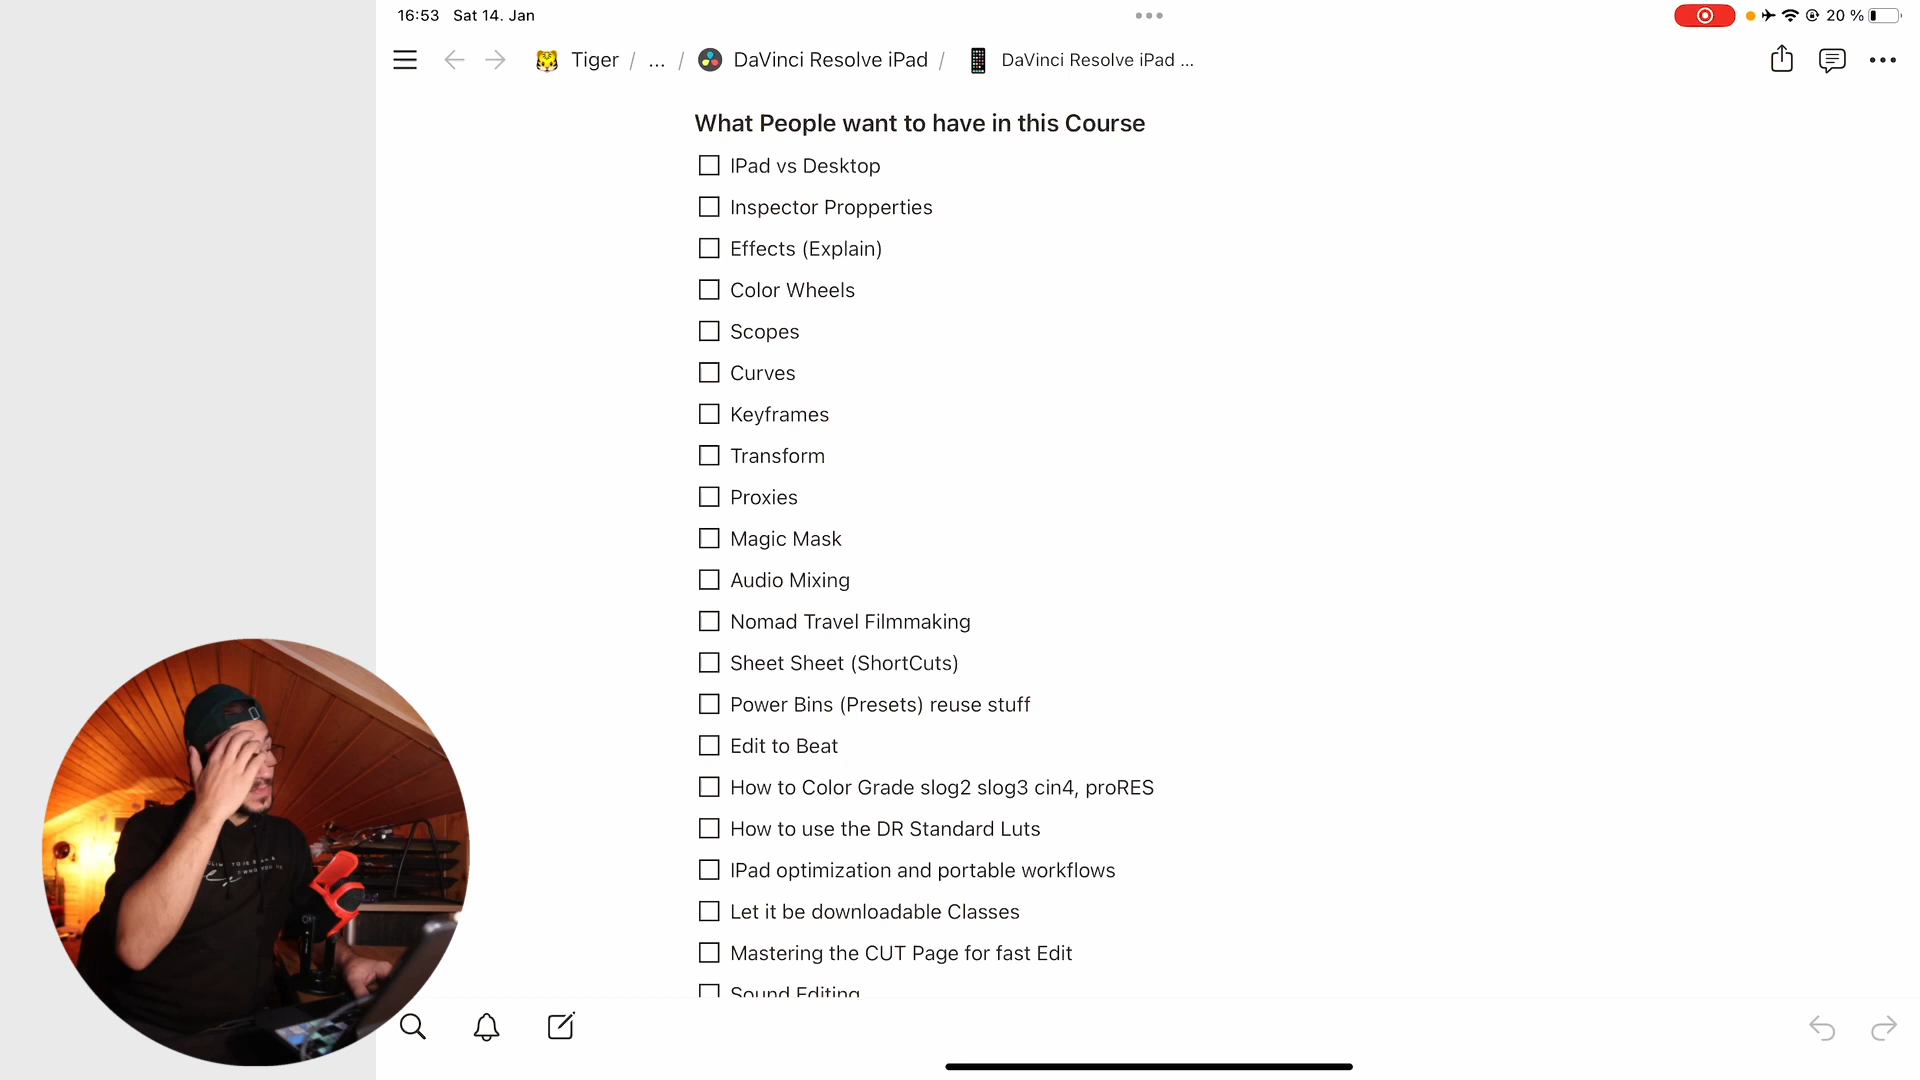 16:53 Sat 14. Jan
20 %
Tiger / ... / DaVinci Resolve iPad / DaVinci Resolve iPad ...
What People want to have in this Course
IPad vs Desktop
Inspector Propperties
Effects (Explain)
Color Wheels
Scopes
Curves
Keyframes
Transform
Proxies
Magic Mask
Audio Mixing
Nomad Travel Filmmaking
Sheet Sheet (ShortCuts)
Power Bins (Presets) reuse stuff
Edit to Beat
How to Color Grade slog2 slog3 cin4, proRES
How to use the DR Standard Luts
IPad optimization and portable workflows
Let it be downloadable Classes
Mastering the CUT Page for fast Edit
Sound Editing